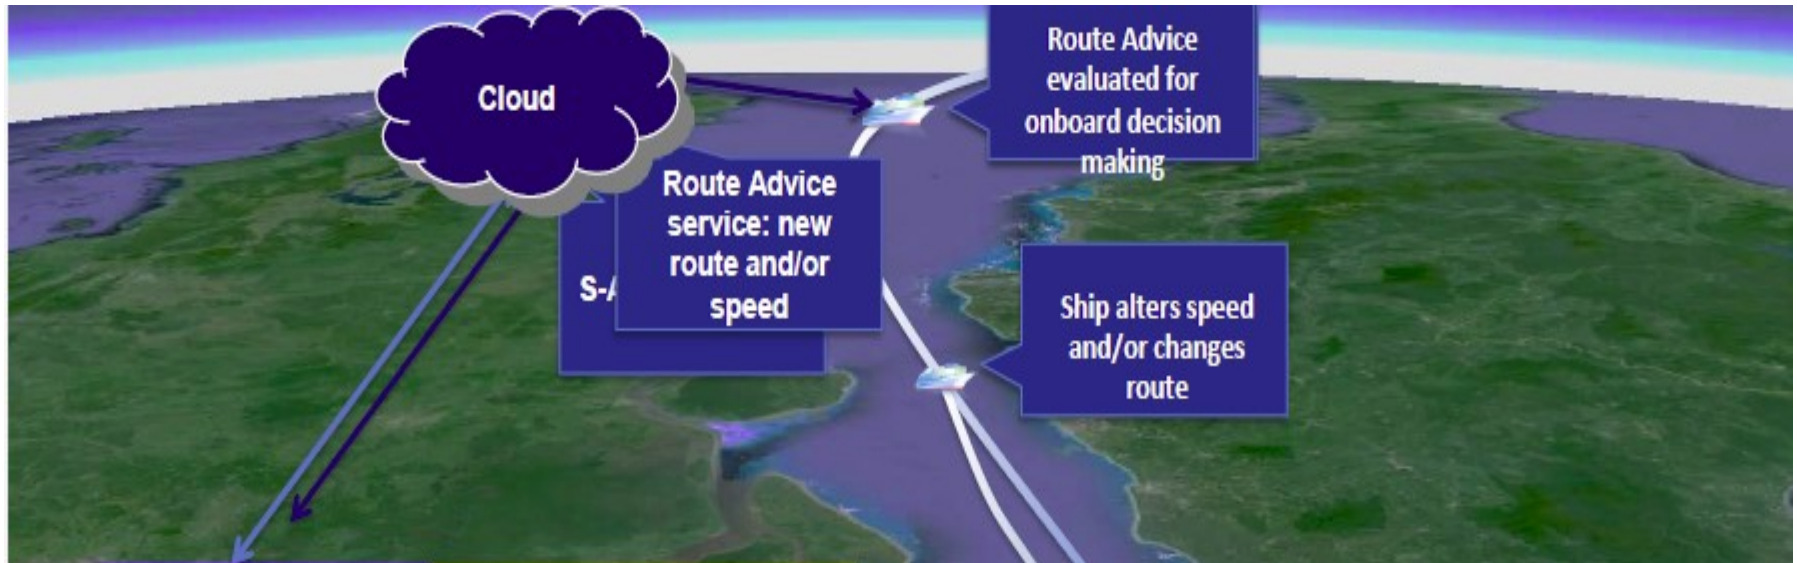 Cloud
Route Advice
evaluated for
onboard decision
making
Route Advice
service: new
route and/or
speed
Ship alters speed
and/or changes
route